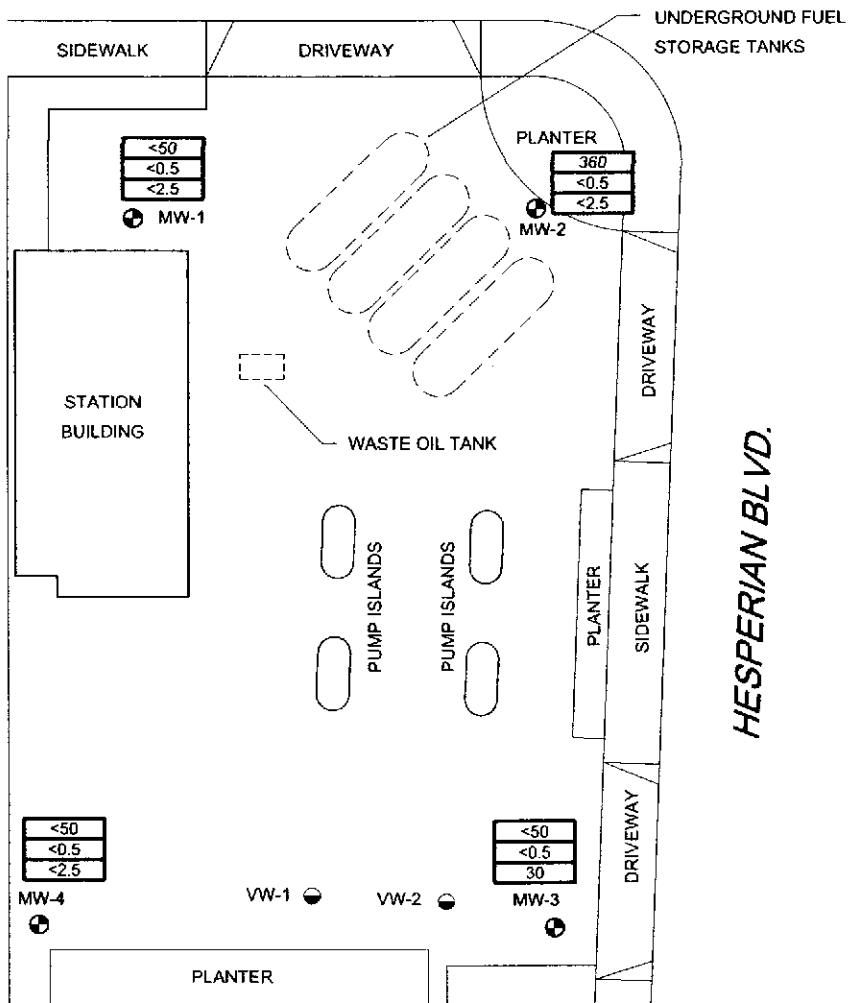 UNDERGROUND FUEL
STORAGE TANKS
SIDEWALK
DRIVEWAY
PLANTER
<50
<0.5
<2.5
MW-1
360
<0.5
<2.5
MW-2
DRIVEWAY
STATION
BUILDING
WASTE OIL TANK
HESPERIAN BLVD.
PUMP ISLANDS
PUMP ISLANDS
PLANTER
SIDEWALK
DRIVEWAY
<50
<0.5
<2.5
MW-4
VW-1
VW-2
<50
<0.5
30
MW-3
PLANTER